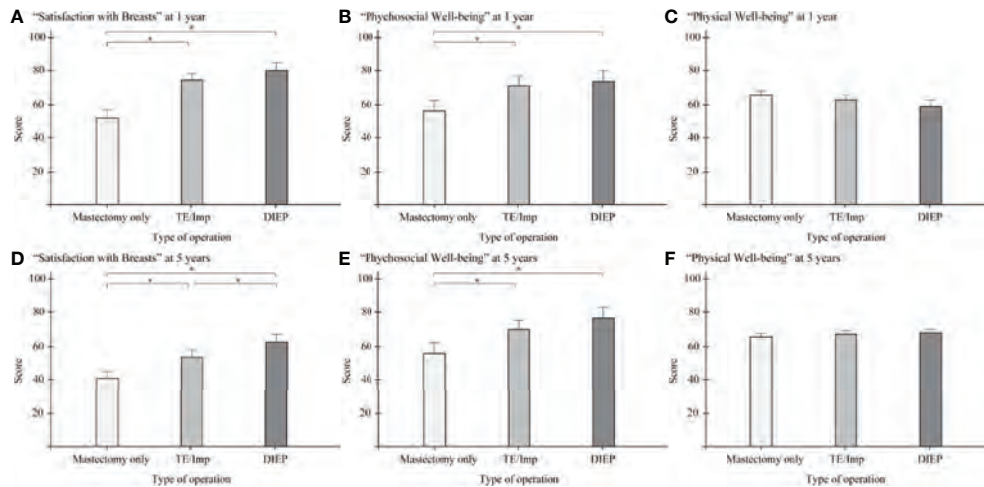 A "Satisfaction with Breasts" at 1 year
100
80
60
40
20
Score
*
*
Mastectomy only TE/Imp DIEP
Type of operation
B "Phychosocial Well-being" at 1 year
100
80
60
40
20
Score
*
*
Mastectomy only TE/Imp DIEP
Type of operation
C "Physical Well-being" at 1 year
100
80
60
40
20
Score
Mastectomy only TE/Imp DIEP
Type of operation
D "Satisfaction with Breasts" at 5 years
100
80
60
40
20
Score
*
*
*
Mastectomy only TE/Imp DIEP
Type of operation
E "Phychosocial Well-being" at 5 years
100
80
60
40
20
Score
*
*
Mastectomy only TE/Imp DIEP
Type of operation
F "Physical Well-being" at 5 years
100
80
60
40
20
Score
Mastectomy only TE/Imp DIEP
Type of operation